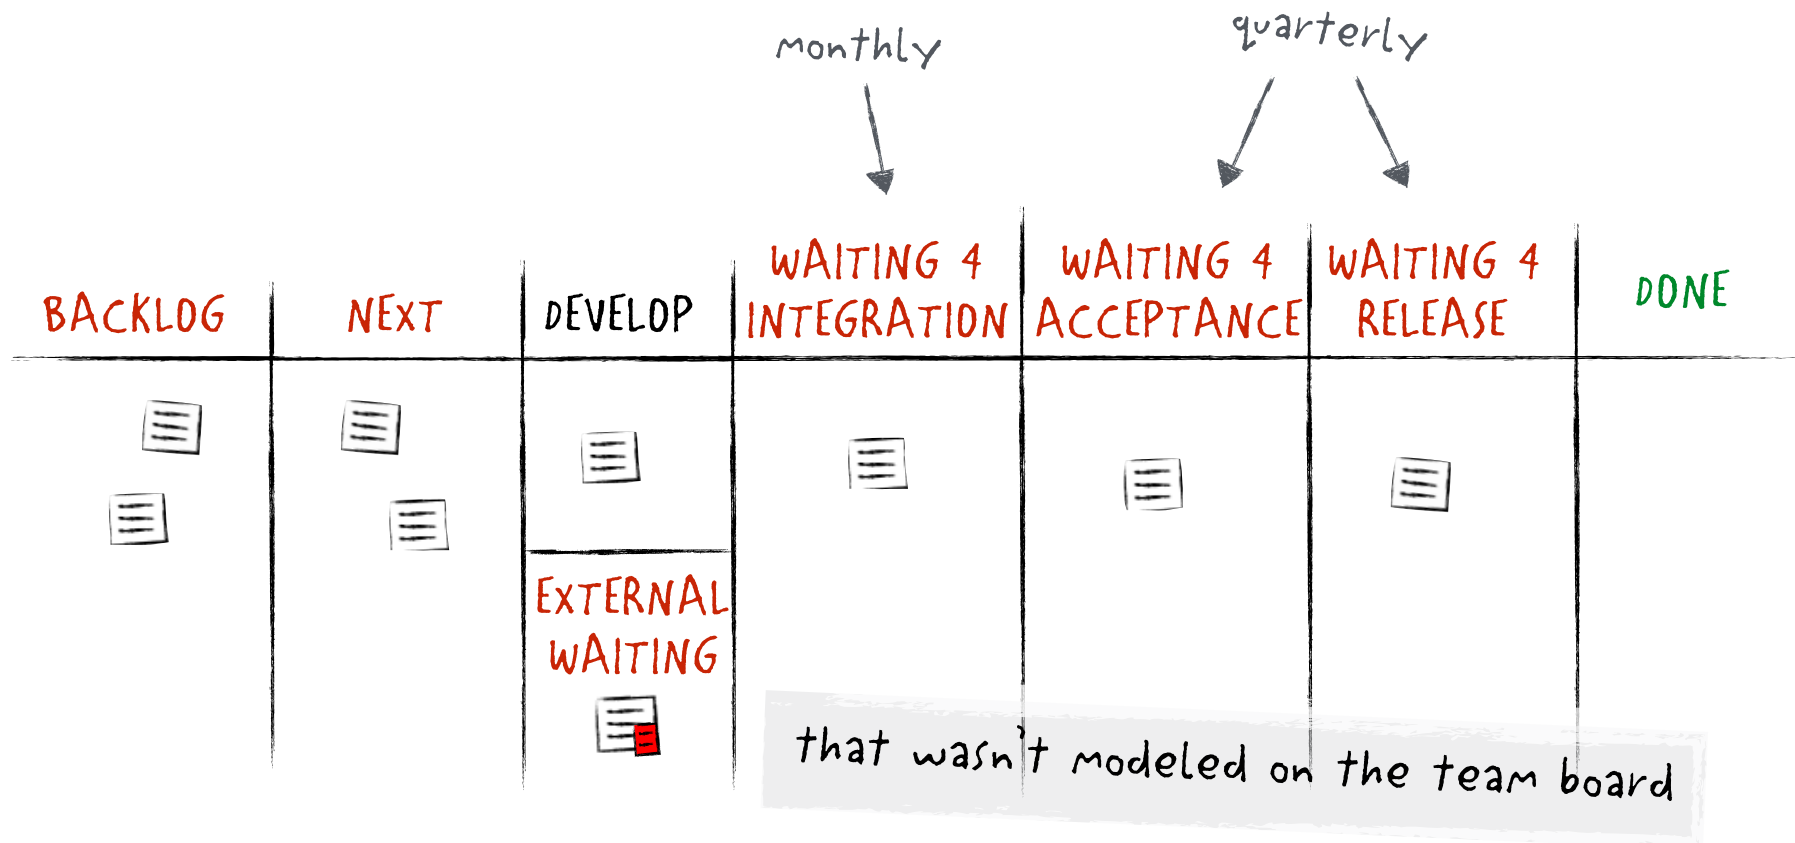 monthly
quarterly
BACKLOG
NEXT
DEVELOP
WAITING 4
INTEGRATION
WAITING 4
ACCEPTANCE
WAITING 4
RELEASE
DONE
EXTERNAL
WAITING
that wasn't modeled on the team board